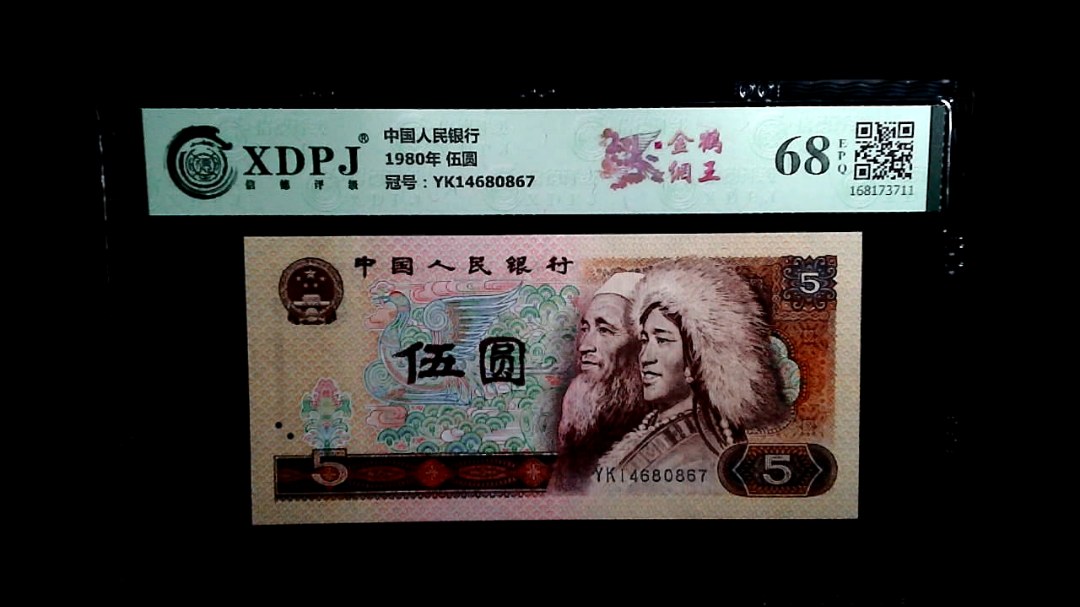 XDPJ®
信德评级
中国人民银行
1980年 伍圆
冠号：YK14680867
金鹤
绸王
68
EPQ
168173711
中国人民银行
5
伍圆
5
YK14680867
5